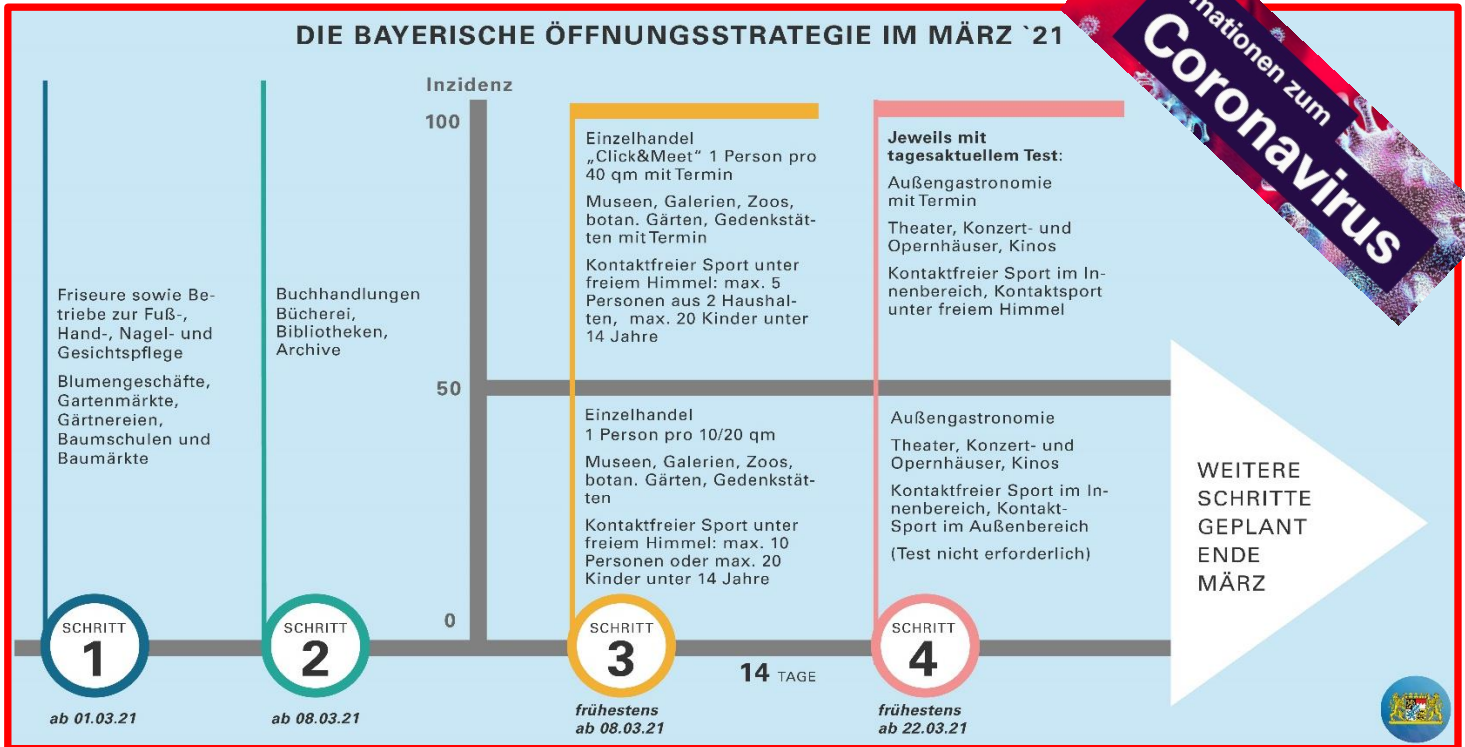 DIE BAYERISCHE ÖFFNUNGSSTRATEGIE IM MÄRZ `21
zum
Coronavirus
Inzidenz
100
50
0
Friseure sowie Be-
triebe zur Fuß-,
Hand-, Nagel- und
Gesichtspflege
Blumengeschäfte,
Gartenmärkte,
Gärtnereien,
Baumschulen und
Baumärkte
SCHRITT
1
ab 01.03.21
Buchhandlungen
Bücherei,
Bibliotheken,
Archive
SCHRITT
2
ab 08.03.21
Einzelhandel
„Click&Meet“ 1 Person pro
40 qm mit Termin
Museen, Galerien, Zoos,
botan. Gärten, Gedenkstät-
ten mit Termin
Kontaktfreier Sport unter
freiem Himmel: max. 5
Personen aus 2 Haushal-
ten, max. 20 Kinder unter
14 Jahre
Einzelhandel
1 Person pro 10/20 qm
Museen, Galerien, Zoos,
botan. Gärten, Gedenkstät-
ten
Kontaktfreier Sport unter
freiem Himmel: max. 10
Personen oder max. 20
Kinder unter 14 Jahre
SCHRITT
3
frühestens
ab 08.03.21
14 TAGE
Jeweils mit
tagesaktuellem Test:
Außengastronomie
mit Termin
Theater, Konzert- und
Opernhäuser, Kinos
Kontaktfreier Sport im In-
nenbereich, Kontaktsport
unter freiem Himmel
Außengastronomie
Theater, Konzert- und
Opernhäuser, Kinos
Kontaktfreier Sport im In-
nenbereich, Kontakt-
Sport im Außenbereich
(Test nicht erforderlich)
SCHRITT
4
frühestens
ab 22.03.21
WEITERE
SCHRITTE
GEPLANT
ENDE
MÄRZ